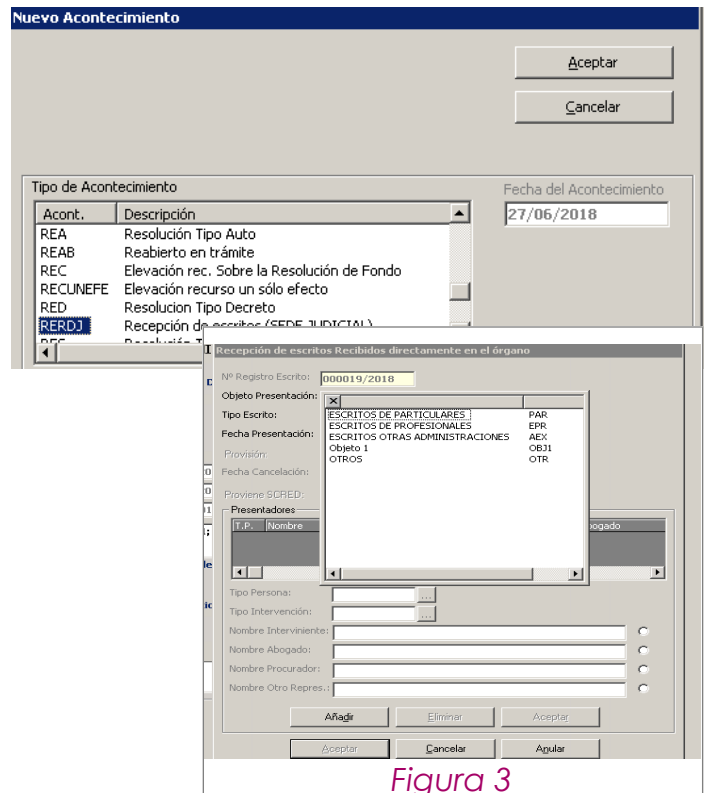 Nuevo Acontecimiento
Aceptar
Cancelar
Tipo de Acontecimiento
Fecha del Acontecimiento
27/06/2018
Acont. Descripción
REA Resolución Tipo Auto
REAB Reabierto en trámite
REC Elevación rec. Sobre la Resolución de Fondo
RECUNEFE Elevación recurso un sólo efecto
RED Resolucion Tipo Decreto
RERDJ Recepción de escritos (SEDE JUDICIAL)
Recepción de escritos Recibidos directamente en el órgano
Nº Registro Escrito: 000019/2018
Objeto Presentación:
Tipo Escrito:
Fecha Presentación:
Provisión:
Fecha Cancelación:
Proviene SCRED:
ESCRITOS DE PARTICULARES PAR
ESCRITOS DE PROFESIONALES EPR
ESCRITOS OTRAS ADMINISTRACIONES AEX
Objeto 1 OBJ1
OTROS OTR
Presentadores
T.P. Nombre
Tipo Persona: ...
Tipo Intervención: ...
Nombre Interviniente:
Nombre Abogado:
Nombre Procurador:
Nombre Otro Repres.:
Añadir Eliminar Aceptar
Aceptar Cancelar Anular
Figura 3